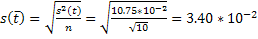 s(t̅) = √(s²(t)/n) = √(10.75*10⁻²/√10) = 3.40 * 10⁻²